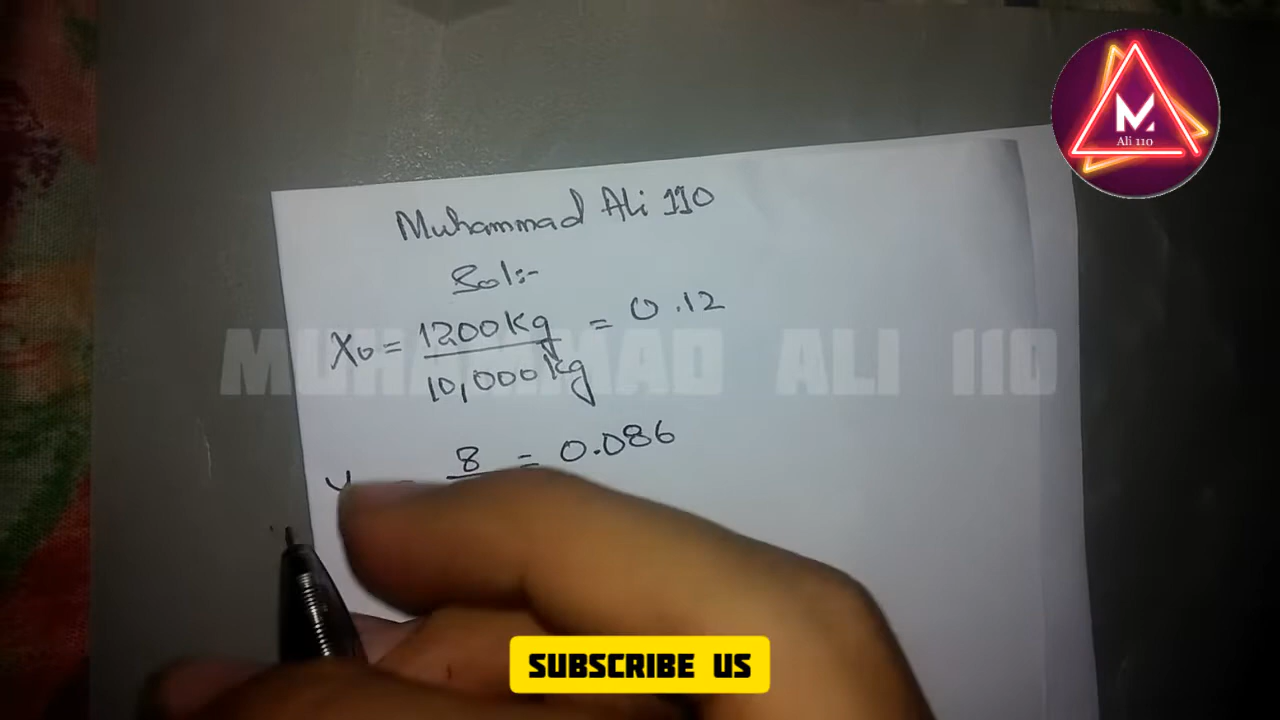 M
Ali 110
Muhammad Ali 110
Sol:-
X₀ = 1200 kg / 10,000 kg = 0.12
MUHAMMAD ALI 110
8 = 0.086
SUBSCRIBE US